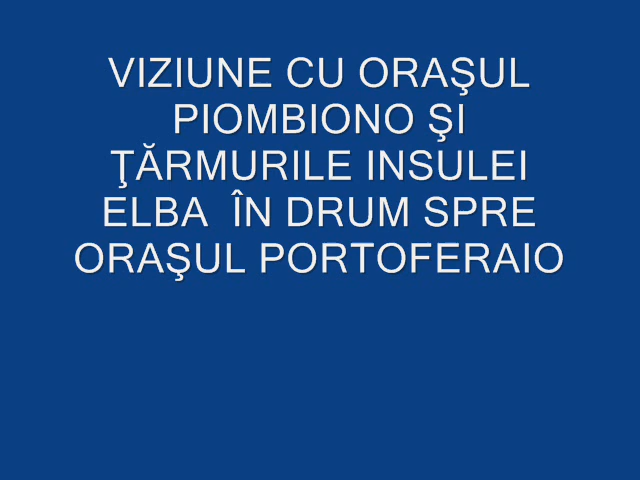 VIZIUNE CU ORAŞUL
PIOMBIONO ŞI
ŢĂRMURILE INSULEI
ELBA  ÎN DRUM SPRE
ORAŞUL PORTOFERAIO